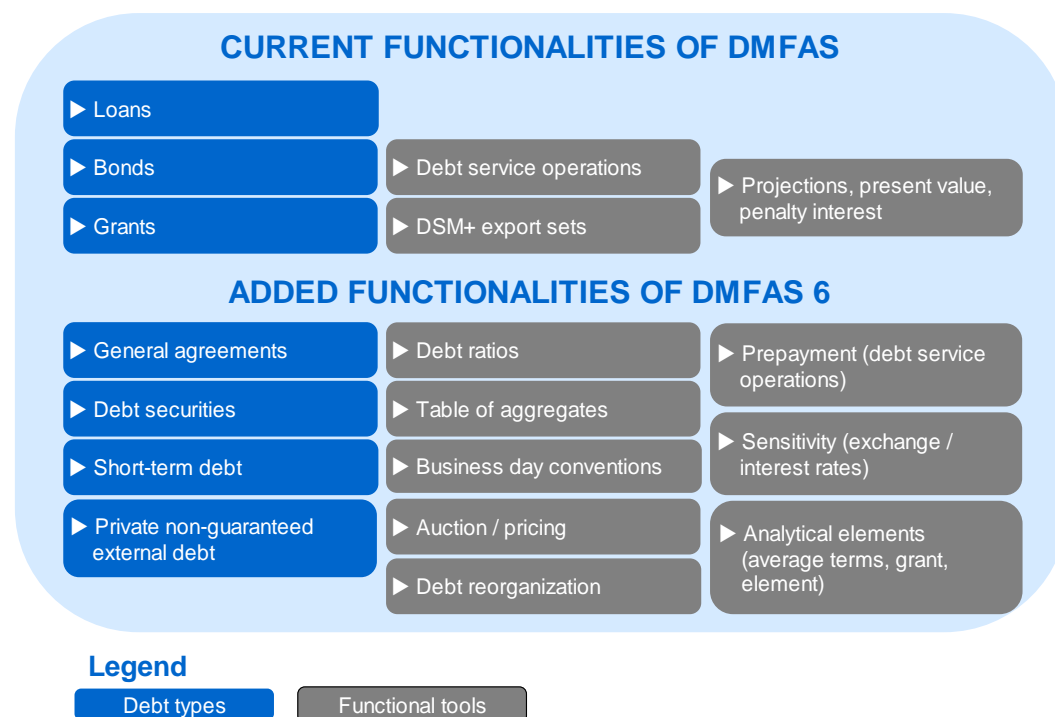 CURRENT FUNCTIONALITIES OF DMFAS
Loans
Bonds
Grants
Debt service operations
DSM+ export sets
Projections, present value,
penalty interest
ADDED FUNCTIONALITIES OF DMFAS 6
General agreements
Debt securities
Short-term debt
Private non-guaranteed
external debt
Debt ratios
Table of aggregates
Business day conventions
Auction / pricing
Debt reorganization
Prepayment (debt service
operations)
Sensitivity (exchange /
interest rates)
Analytical elements
(average terms, grant,
element)
Legend
Debt types
Functional tools